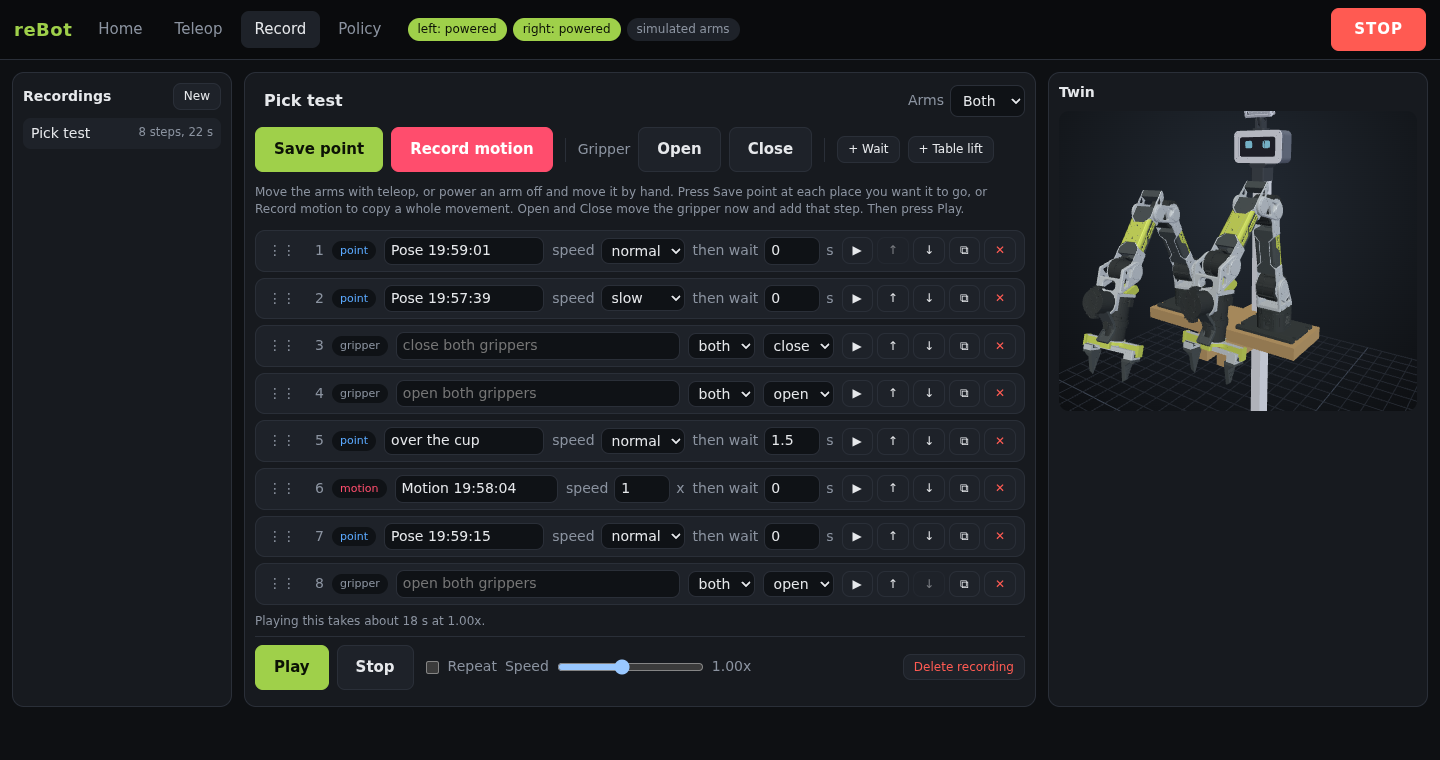 reBot Home Teleop Record Policy left: powered right: powered simulated arms STOP
Recordings New
Pick test 8 steps, 22 s
Pick test Arms Both
Save point Record motion Gripper Open Close + Wait + Table lift
Move the arms with teleop, or power an arm off and move it by hand. Press Save point at each place you want it to go, or
Record motion to copy a whole movement. Open and Close move the gripper now and add that step. Then press Play.
1 point Pose 19:59:01 speed normal then wait 0 s
2 point Pose 19:57:39 speed slow then wait 0 s
3 gripper close both grippers both close
4 gripper open both grippers both open
5 point over the cup speed normal then wait 1.5 s
6 motion Motion 19:58:04 speed 1 x then wait 0 s
7 point Pose 19:59:15 speed normal then wait 0 s
8 gripper open both grippers both open
Playing this takes about 18 s at 1.00x.
Play Stop Repeat Speed 1.00x Delete recording
Twin